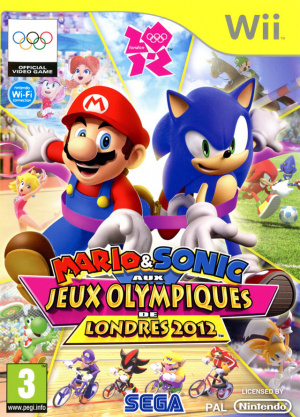 Wii
london
OFFICIAL
VIDEO GAME
Nintendo
Wi-Fi
CONNECTION
MARIO & SONIC
AUX
JEUX OLYMPIQUES
DE
LONDRES 2012
3
www.pegi.info
SEGA
PAL
LICENSED BY
Nintendo